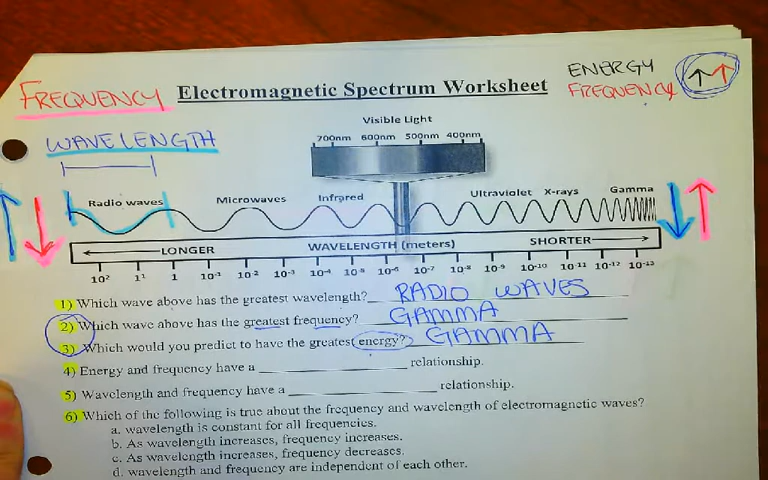 FREQUENCY Electromagnetic Spectrum Worksheet ENERGY
FREQUENCY
WAVELENGTH
Visible Light
700nm 600nm 500nm 400nm
Radio waves Microwaves Infrared Ultraviolet X-rays Gamma
LONGER WAVELENGTH (meters) SHORTER
10² 1¹ 1 10⁻¹ 10⁻² 10⁻³ 10⁻⁴ 10⁻⁵ 10⁻⁶ 10⁻⁷ 10⁻⁸ 10⁻⁹ 10⁻¹⁰ 10⁻¹¹ 10⁻¹² 10⁻¹³
1) Which wave above has the greatest wavelength? RADIO WAVES
2) Which wave above has the greatest frequency? GAMMA
3) Which would you predict to have the greatest energy? GAMMA
4) Energy and frequency have a ____________________ relationship.
5) Wavelength and frequency have a ____________________ relationship.
6) Which of the following is true about the frequency and wavelength of electromagnetic waves?
a. wavelength is constant for all frequencies.
b. As wavelength increases, frequency increases.
c. As wavelength increases, frequency decreases.
d. wavelength and frequency are independent of each other.